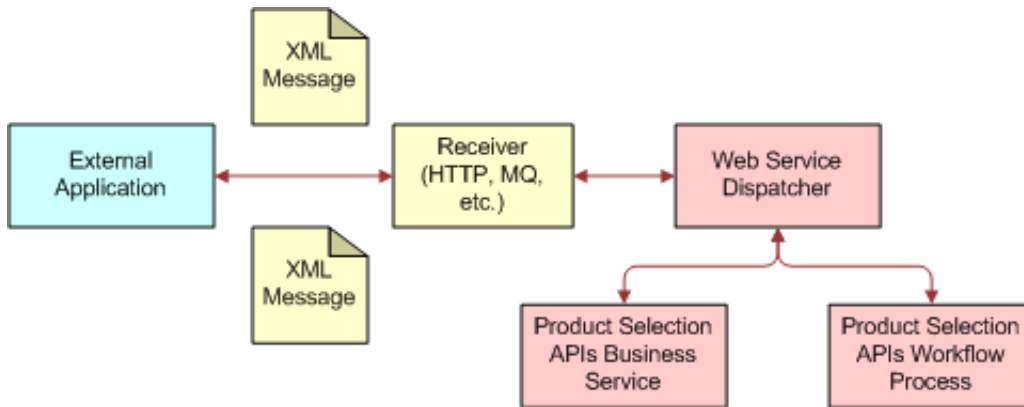 XML
Message
External
Application
Receiver
(HTTP, MQ,
etc.)
Web Service
Dispatcher
XML
Message
Product Selection
APIs Business
Service
Product Selection
APIs Workflow
Process